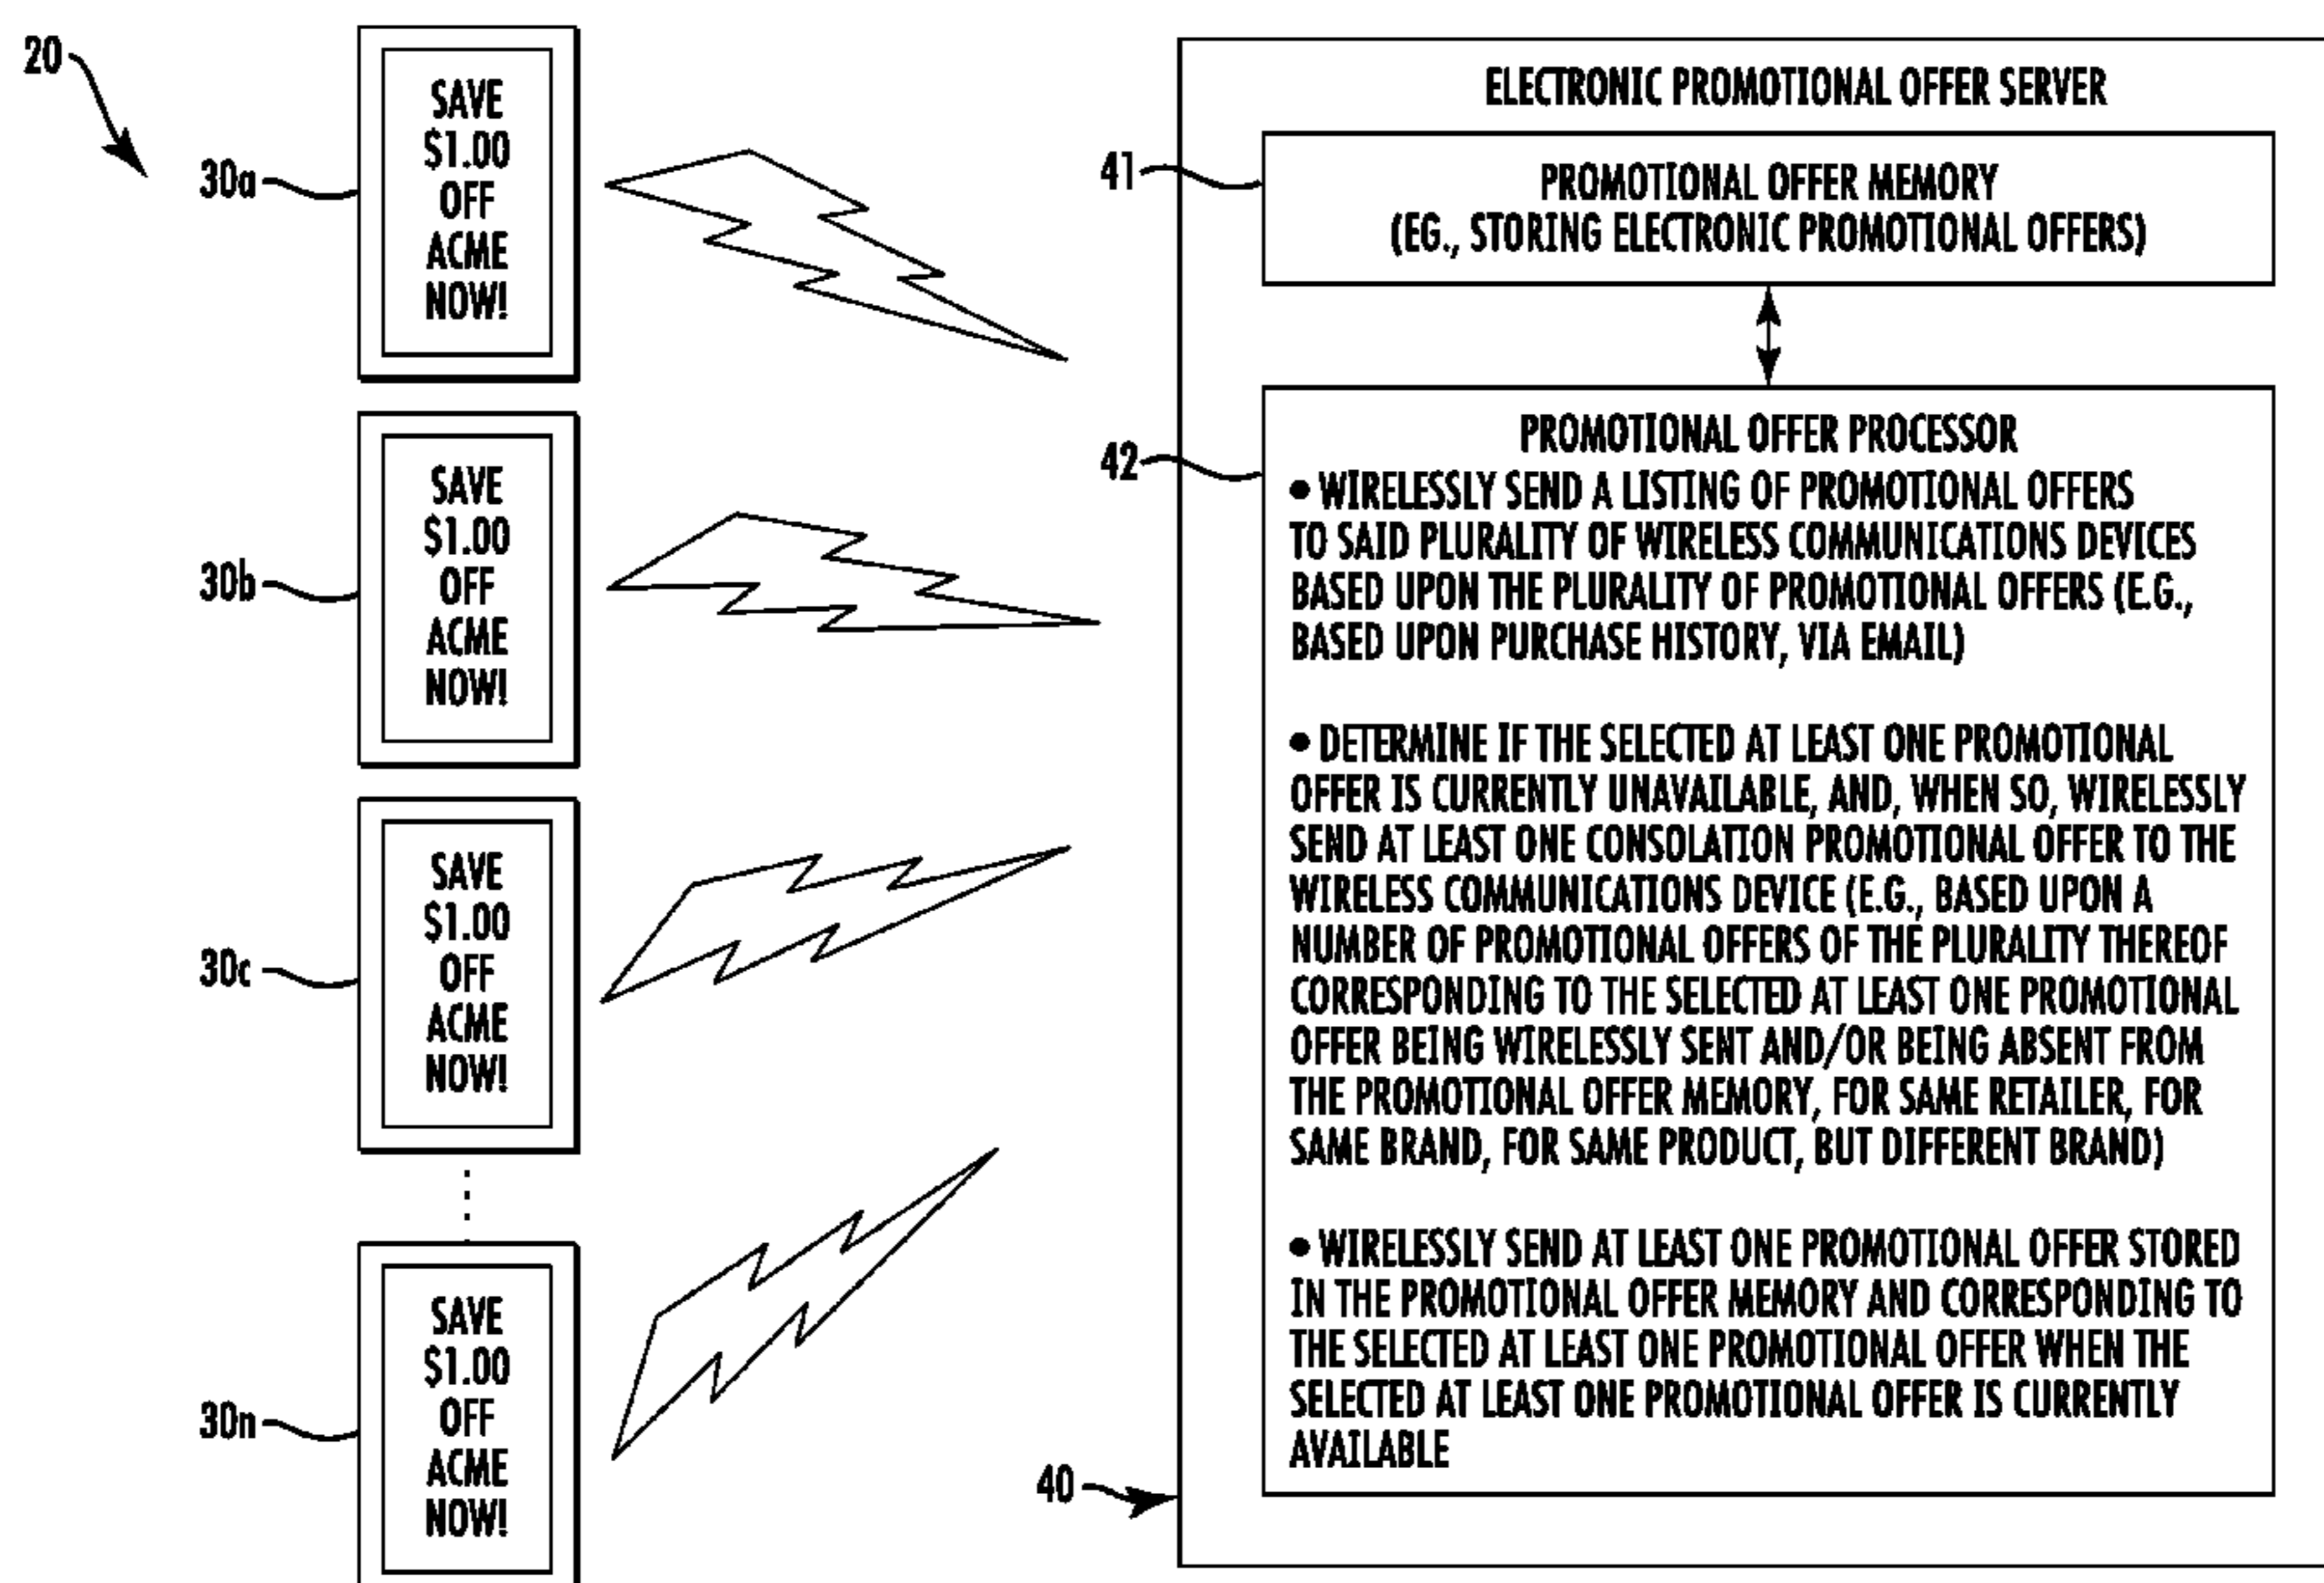 20
30a
SAVE
$1.00
OFF
ACME
NOW!
30b
SAVE
$1.00
OFF
ACME
NOW!
30c
SAVE
$1.00
OFF
ACME
NOW!
30n
SAVE
$1.00
OFF
ACME
NOW!
ELECTRONIC PROMOTIONAL OFFER SERVER
41
PROMOTIONAL OFFER MEMORY
(EG., STORING ELECTRONIC PROMOTIONAL OFFERS)
42
PROMOTIONAL OFFER PROCESSOR
• WIRELESSLY SEND A LISTING OF PROMOTIONAL OFFERS
TO SAID PLURALITY OF WIRELESS COMMUNICATIONS DEVICES
BASED UPON THE PLURALITY OF PROMOTIONAL OFFERS (E.G.,
BASED UPON PURCHASE HISTORY, VIA EMAIL)
• DETERMINE IF THE SELECTED AT LEAST ONE PROMOTIONAL
OFFER IS CURRENTLY UNAVAILABLE, AND, WHEN SO, WIRELESSLY
SEND AT LEAST ONE CONSOLATION PROMOTIONAL OFFER TO THE
WIRELESS COMMUNICATIONS DEVICE (E.G., BASED UPON A
NUMBER OF PROMOTIONAL OFFERS OF THE PLURALITY THEREOF
CORRESPONDING TO THE SELECTED AT LEAST ONE PROMOTIONAL
OFFER BEING WIRELESSLY SENT AND/OR BEING ABSENT FROM
THE PROMOTIONAL OFFER MEMORY, FOR SAME RETAILER, FOR
SAME BRAND, FOR SAME PRODUCT, BUT DIFFERENT BRAND)
• WIRELESSLY SEND AT LEAST ONE PROMOTIONAL OFFER STORED
IN THE PROMOTIONAL OFFER MEMORY AND CORRESPONDING TO
THE SELECTED AT LEAST ONE PROMOTIONAL OFFER WHEN THE
SELECTED AT LEAST ONE PROMOTIONAL OFFER IS CURRENTLY
AVAILABLE
40